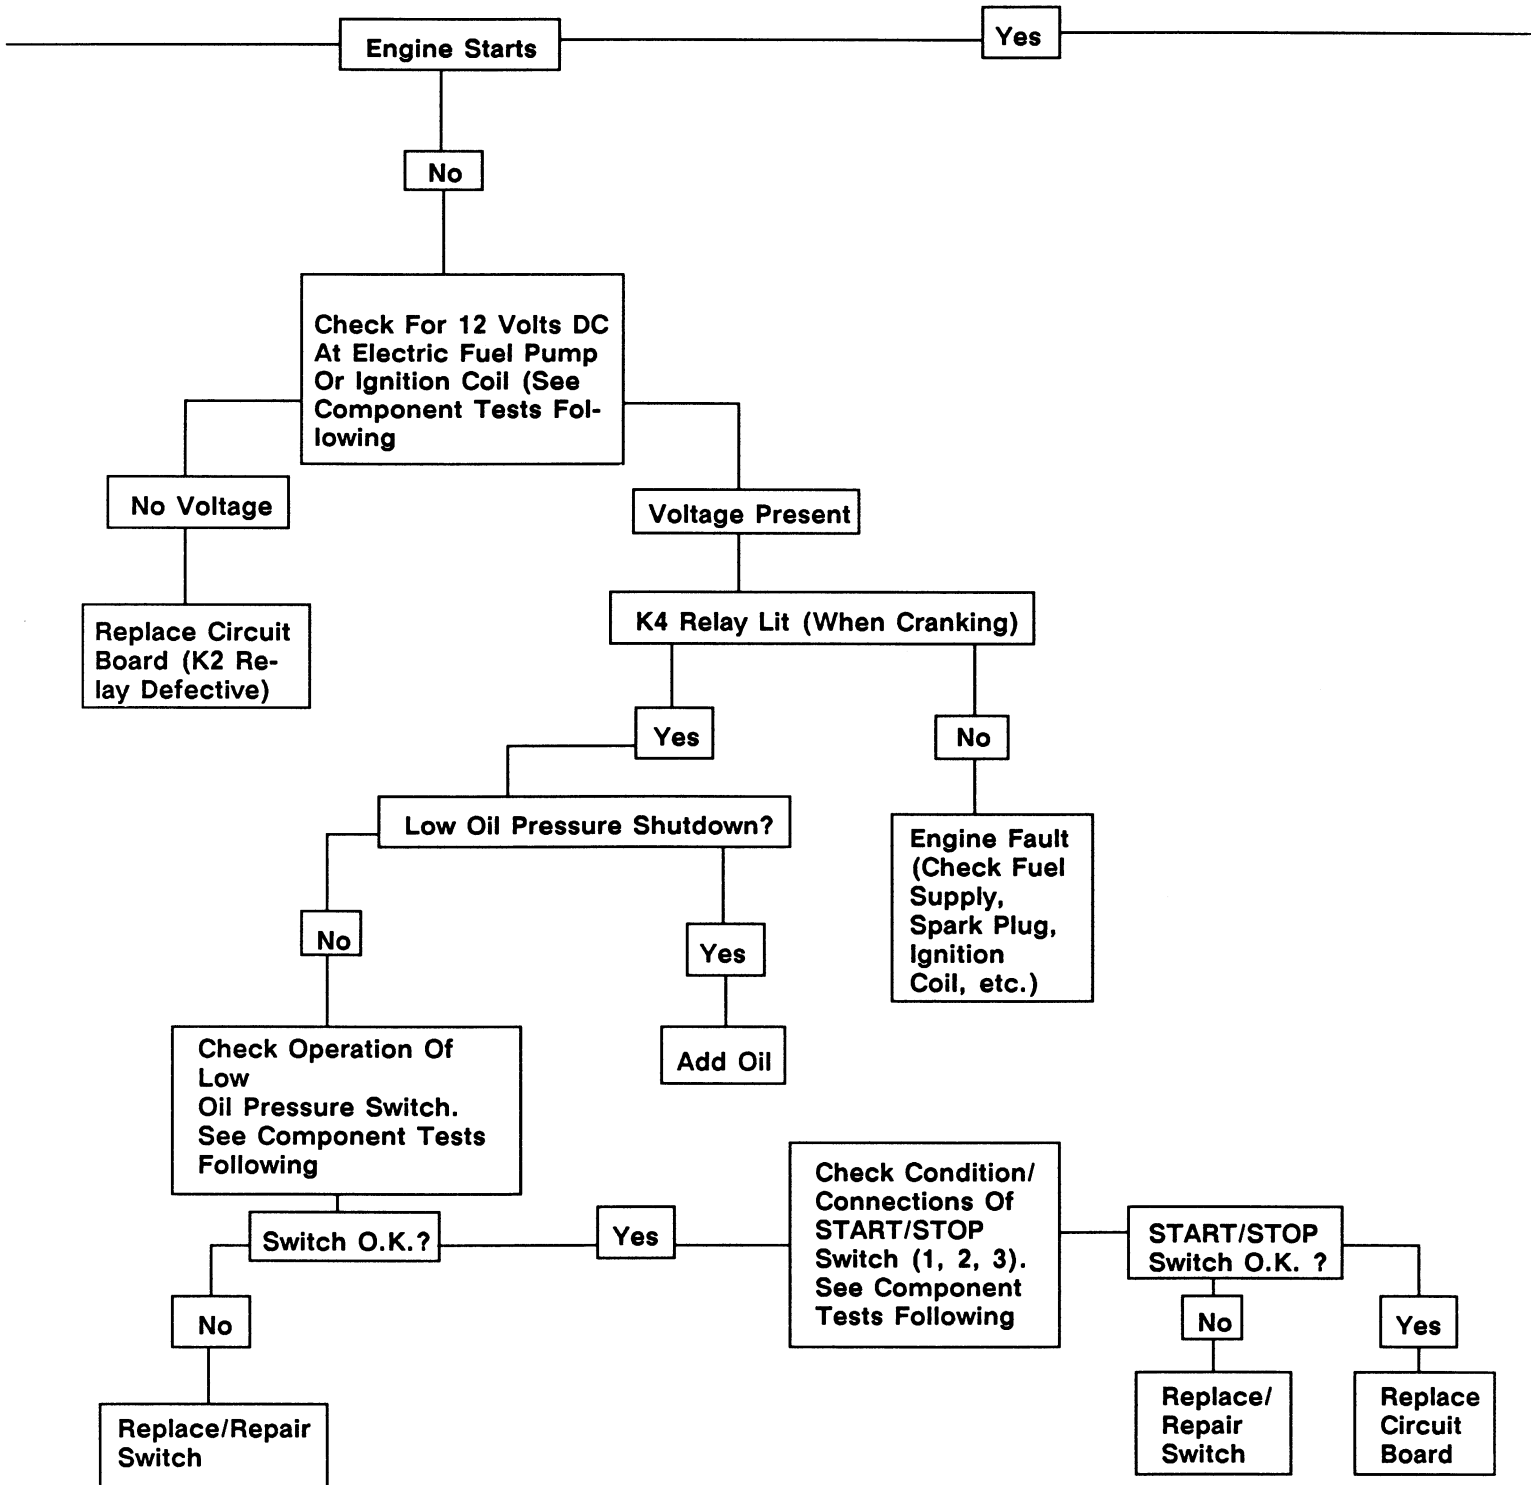 Engine Starts
Yes
No
Check For 12 Volts DC
At Electric Fuel Pump
Or Ignition Coil (See
Component Tests Fol-
lowing
No Voltage
Voltage Present
Replace Circuit
Board (K2 Re-
lay Defective)
K4 Relay Lit (When Cranking)
Yes
No
Low Oil Pressure Shutdown?
Engine Fault
(Check Fuel
Supply,
Spark Plug,
Ignition
Coil, etc.)
No
Yes
Check Operation Of
Low
Oil Pressure Switch.
See Component Tests
Following
Add Oil
Switch O.K.?
Yes
Check Condition/
Connections Of
START/STOP
Switch (1, 2, 3).
See Component
Tests Following
START/STOP
Switch O.K. ?
No
No
Yes
Replace/Repair
Switch
Replace/
Repair
Switch
Replace
Circuit
Board